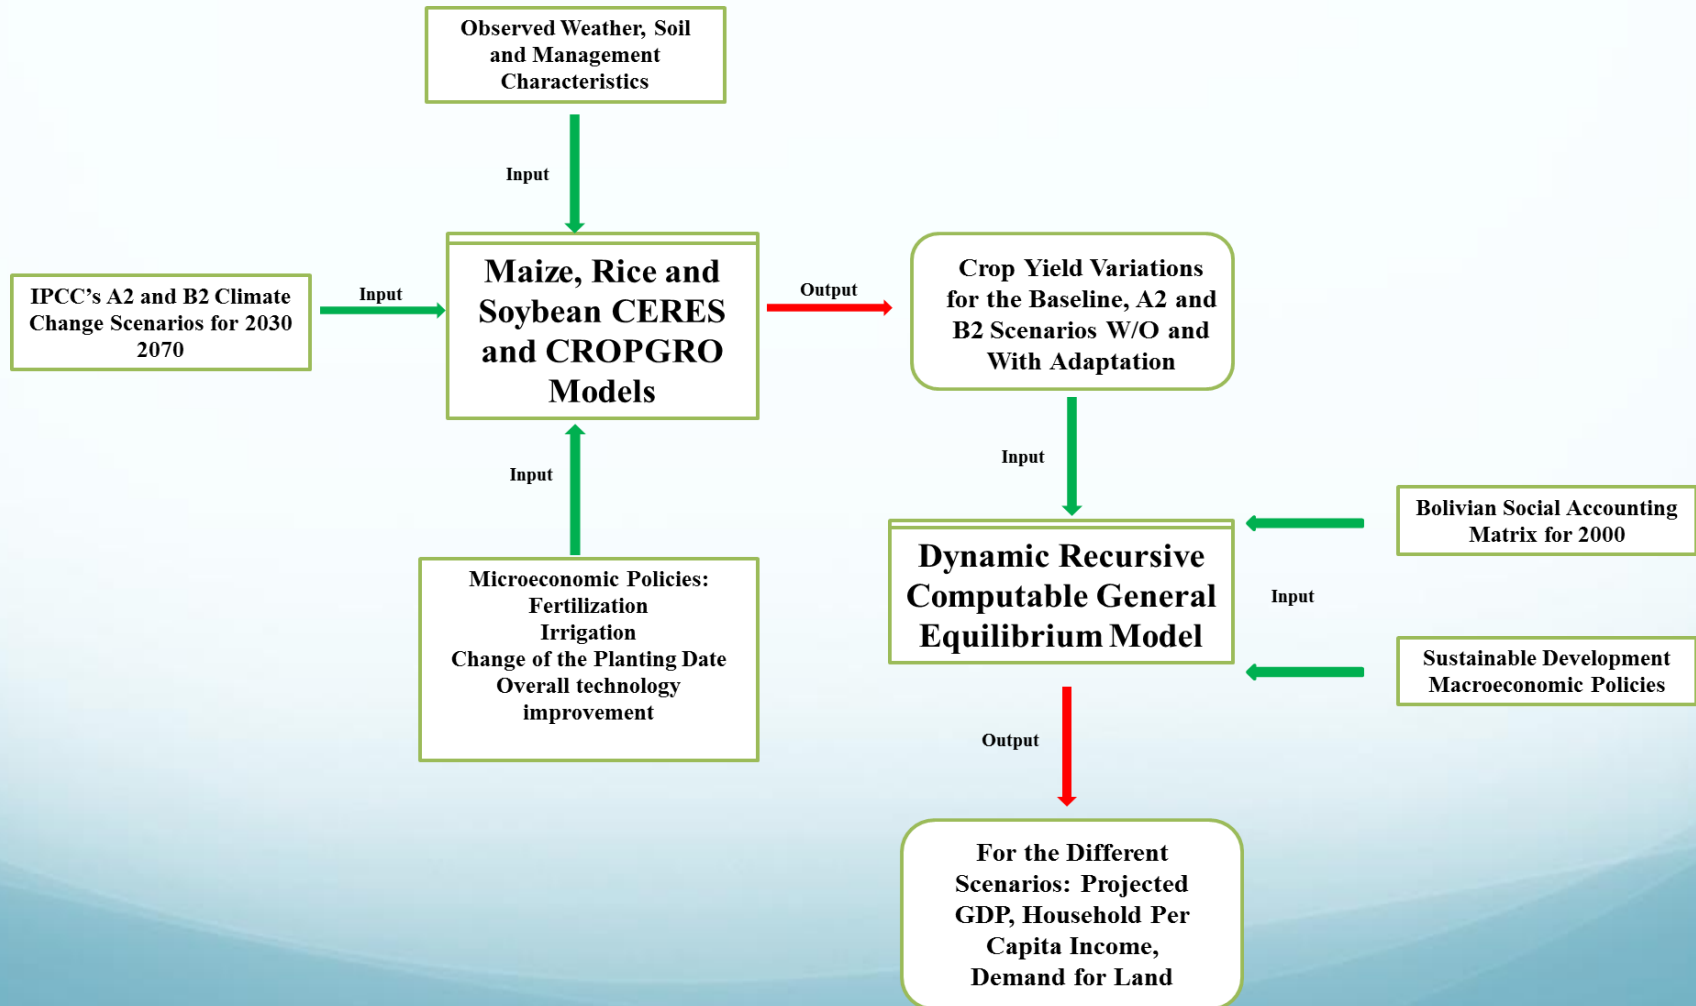 Observed Weather, Soil
and Management
Characteristics
Input
IPCC’s A2 and B2 Climate
Change Scenarios for 2030
2070
Input
Maize, Rice and
Soybean CERES
and CROPGRO
Models
Output
Crop Yield Variations
for the Baseline, A2 and
B2 Scenarios W/O and
With Adaptation
Input
Microeconomic Policies:
Fertilization
Irrigation
Change of the Planting Date
Overall technology
improvement
Input
Dynamic Recursive
Computable General
Equilibrium Model
Bolivian Social Accounting
Matrix for 2000
Input
Sustainable Development
Macroeconomic Policies
Output
For the Different
Scenarios: Projected
GDP, Household Per
Capita Income,
Demand for Land